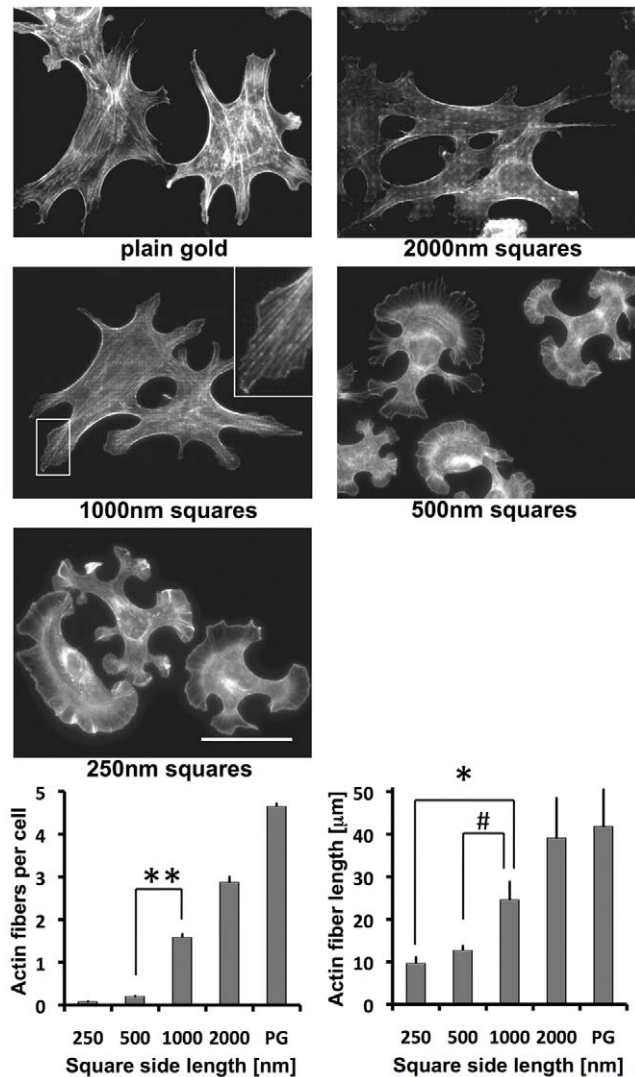 plain gold
2000nm squares
1000nm squares
500nm squares
250nm squares
Actin fibers per cell
5
4
3
2
1
0
**
250 500 1000 2000 PG
Square side length [nm]
Actin fiber length [µm]
50
40
30
20
10
0
*
#
250 500 1000 2000 PG
Square side length [nm]